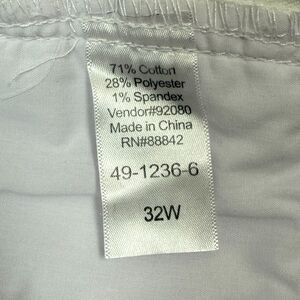 71% Cotton
28% Polyester
1% Spandex
Vendor#92080
Made in China
RN#88842
49-1236-6
32W